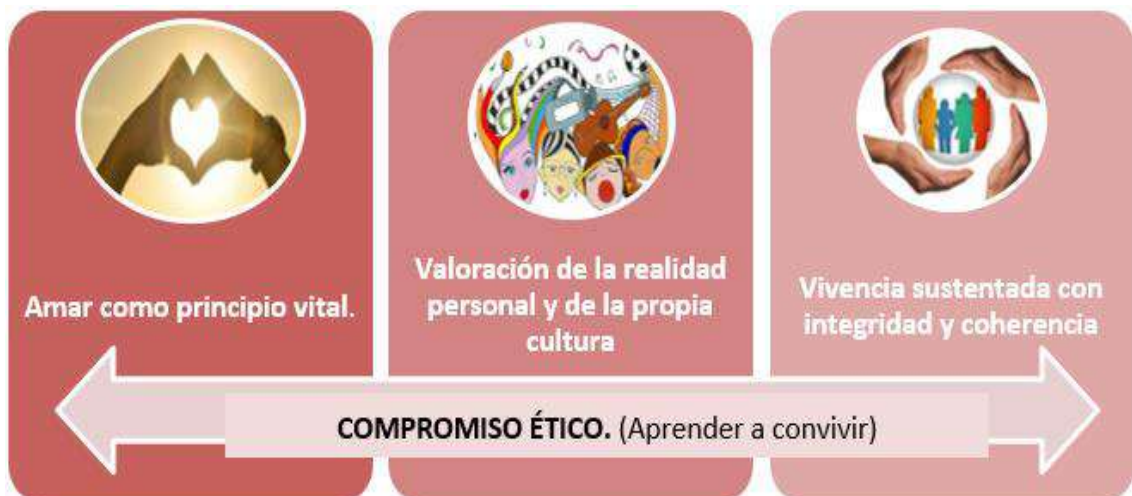 Amar como principio vital.
Valoración de la realidad
personal y de la propia
cultura
Vivencia sustentada con
integridad y coherencia
COMPROMISO ÉTICO. (Aprender a convivir)